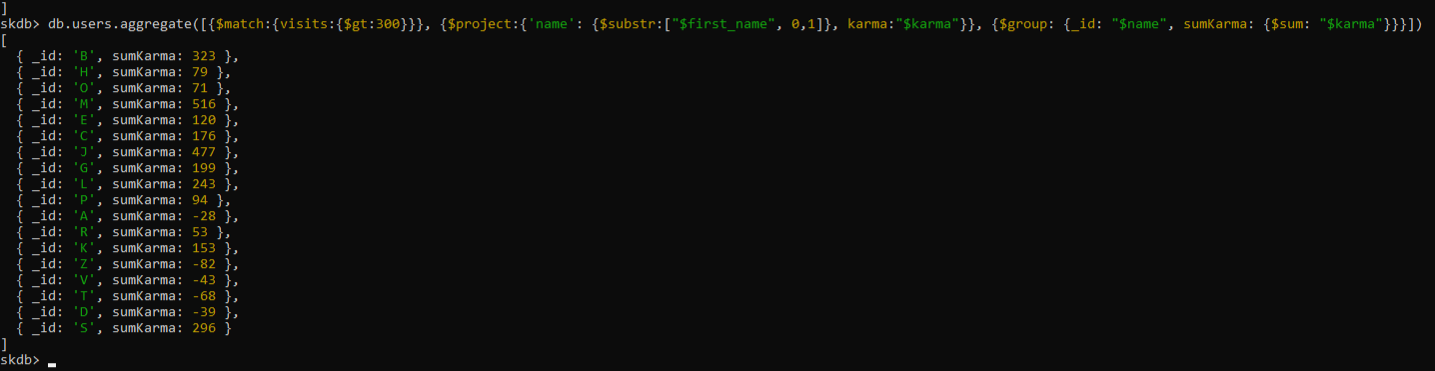 ]
skdb> db.users.aggregate([{$match:{visits:{$gt:300}}}, {$project:{'name': {$substr:["$first_name", 0,1]}, karma:"$karma"}}, {$group: {_id: "$name", sumKarma: {$sum: "$karma"}}}])
[
  { _id: 'B', sumKarma: 323 },
  { _id: 'H', sumKarma: 79 },
  { _id: 'O', sumKarma: 71 },
  { _id: 'M', sumKarma: 516 },
  { _id: 'E', sumKarma: 120 },
  { _id: 'C', sumKarma: 176 },
  { _id: 'J', sumKarma: 477 },
  { _id: 'G', sumKarma: 199 },
  { _id: 'L', sumKarma: 243 },
  { _id: 'P', sumKarma: 94 },
  { _id: 'A', sumKarma: -28 },
  { _id: 'R', sumKarma: 53 },
  { _id: 'K', sumKarma: 153 },
  { _id: 'Z', sumKarma: -82 },
  { _id: 'V', sumKarma: -43 },
  { _id: 'T', sumKarma: -68 },
  { _id: 'D', sumKarma: -39 },
  { _id: 'S', sumKarma: 296 }
]
skdb>